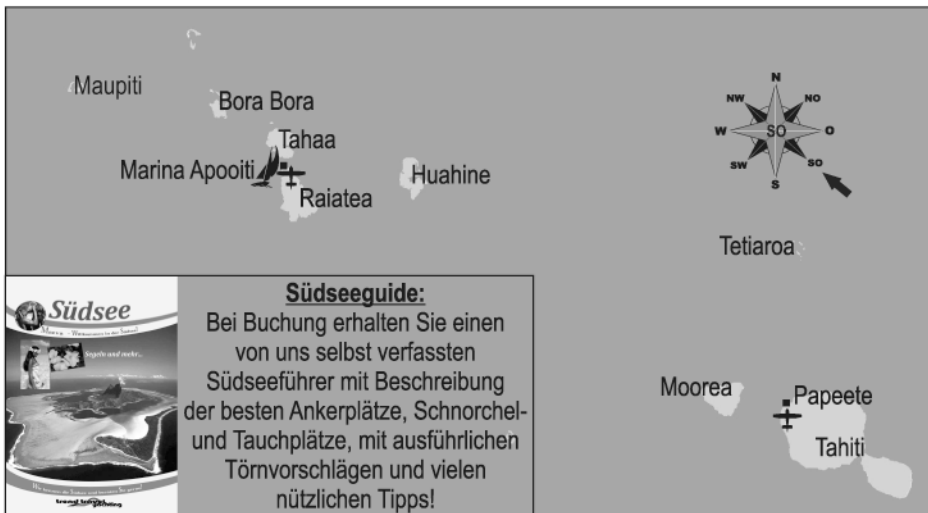 Maupiti
Bora Bora
Tahaa
Marina Apooiti
Raiatea
Huahine
N
NW
NO
W
SO
O
SW
SO
S
Tetiaroa
Moorea
Papeete
Tahiti
Südsee
Segeln und mehr...
Südseeguide:
Bei Buchung erhalten Sie einen
von uns selbst verfassten
Südseeführer mit Beschreibung
der besten Ankerplätze, Schnorchel-
und Tauchplätze, mit ausführlichen
Törnvorschlägen und vielen
nützlichen Tipps!